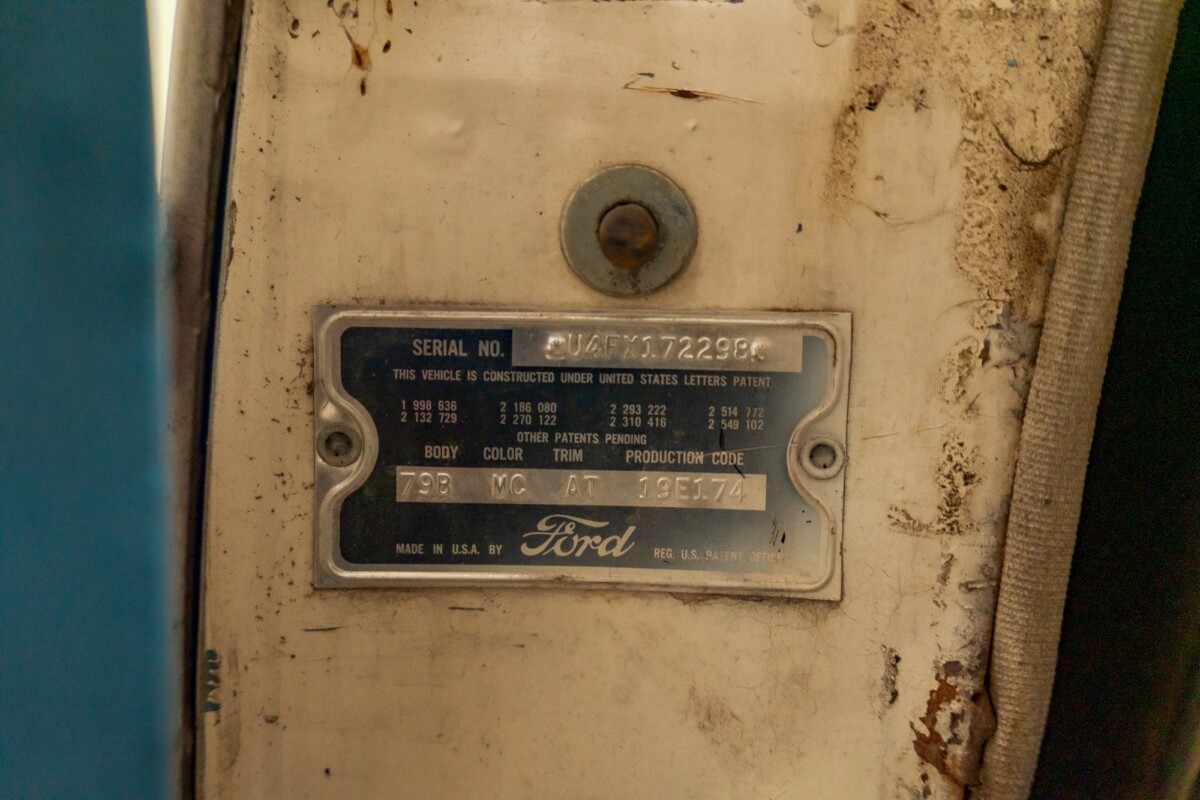 SERIAL NO. *U4FX172298*
THIS VEHICLE IS CONSTRUCTED UNDER UNITED STATES LETTERS PATENT
1 998 636 2 186 080 2 293 222 2 514 772
2 132 729 2 270 122 2 310 416 2 549 102
OTHER PATENTS PENDING
BODY COLOR TRIM PRODUCTION CODE
79B MC AT 19E174
MADE IN U.S.A. BY Ford REG. U.S. PATENT OFFICE